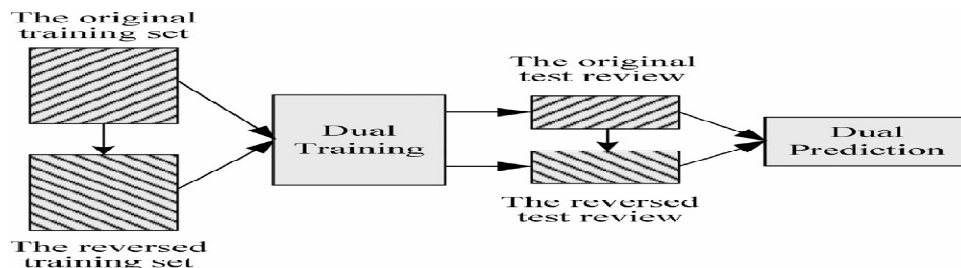 The original
training set
The reversed
training set
Dual
Training
The original
test review
The reversed
test review
Dual
Prediction